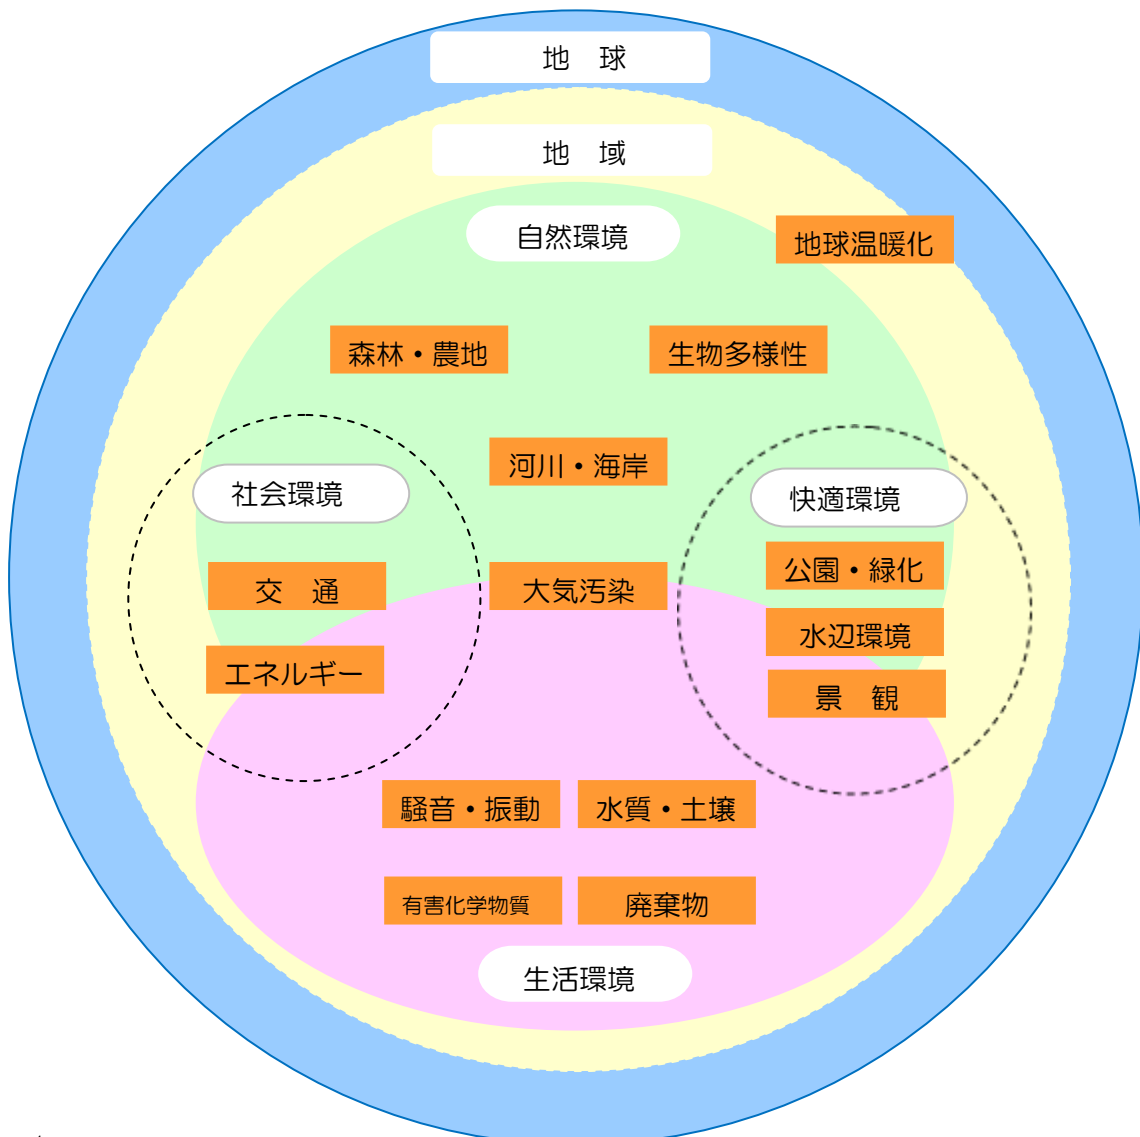 地　球
地　域
自然環境
地球温暖化
森林・農地
生物多様性
河川・海岸
社会環境
快適環境
交　通
大気汚染
公園・緑化
水辺環境
エネルギー
景　観
騒音・振動
水質・土壌
有害化学物質
廃棄物
生活環境